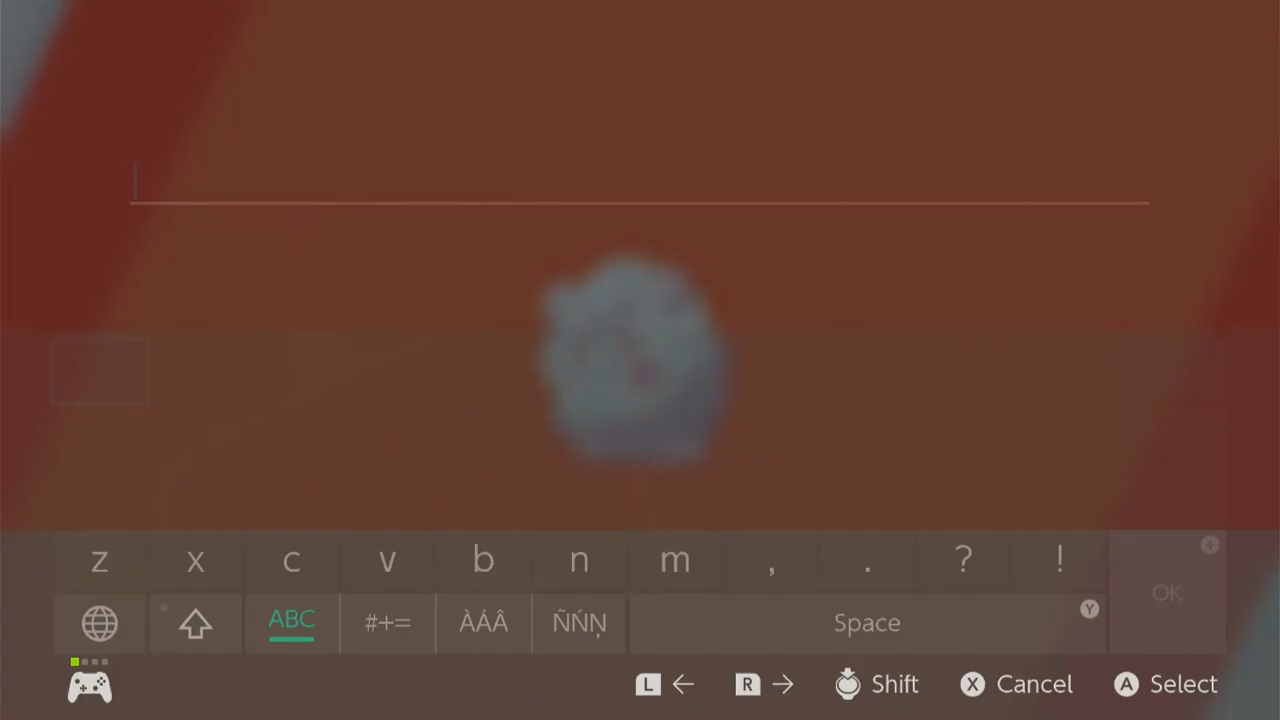 z x c v b n m , . ? ! + OK
ABC #+= ÀÁÂ ÑŃŅ Space Y
L ← R → Shift X Cancel A Select